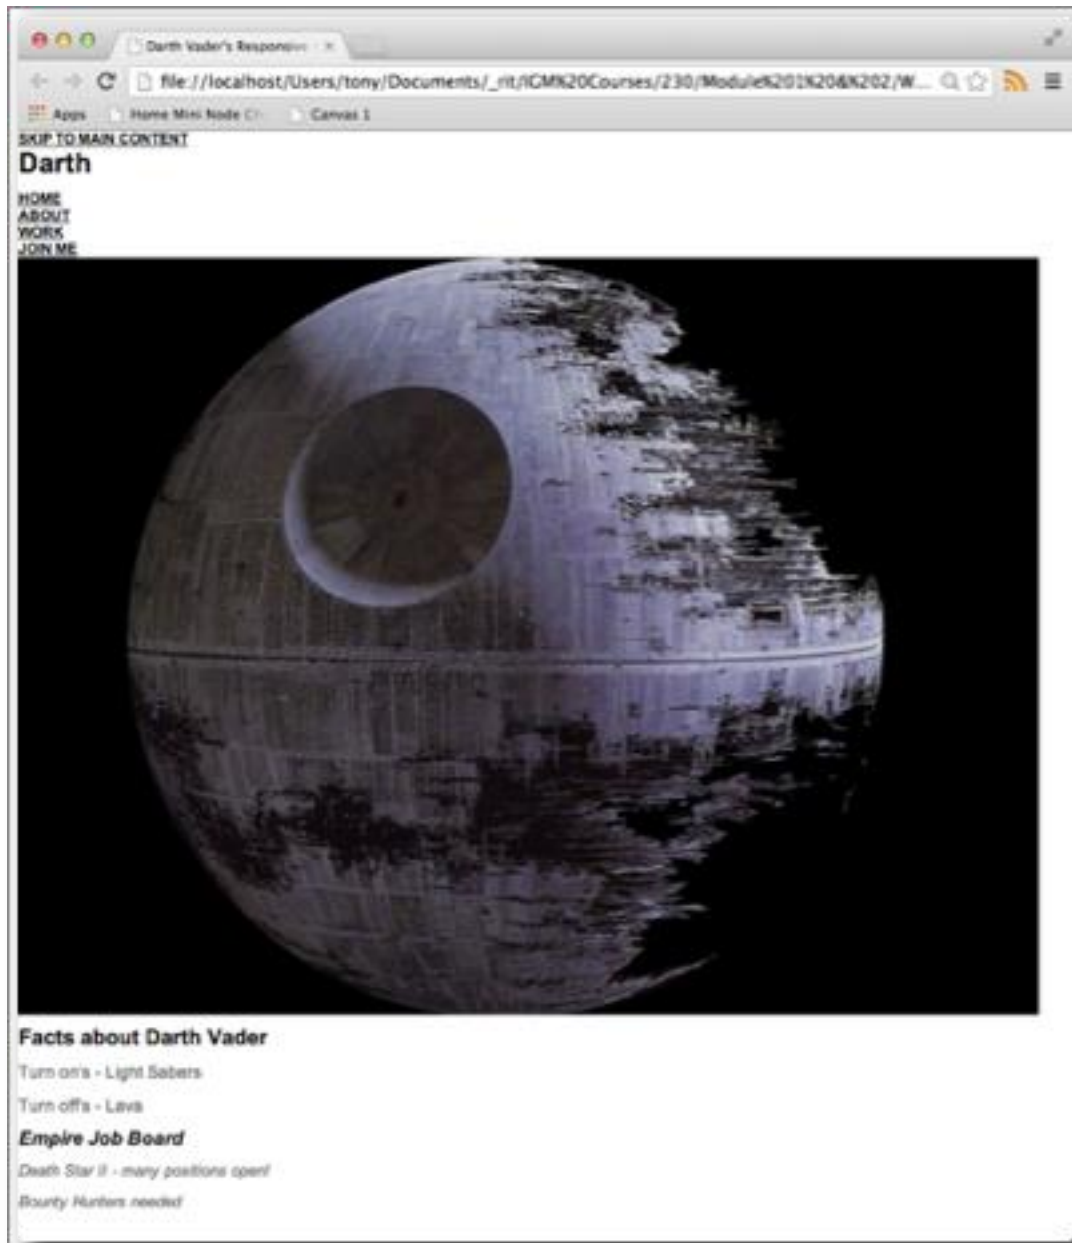 Darth Vader's Responsive
file://localhost/Users/tony/Documents/_rit/IGM%20Courses/230/Module%201%20&%202/W...
Apps Home Mini Node Canvas 1
SKIP TO MAIN CONTENT
Darth
HOME
ABOUT
WORK
JOIN ME
Facts about Darth Vader
Turn on's - Light Sabers
Turn off's - Lava
Empire Job Board
Death Star II - many positions open!
Bounty Hunters needed